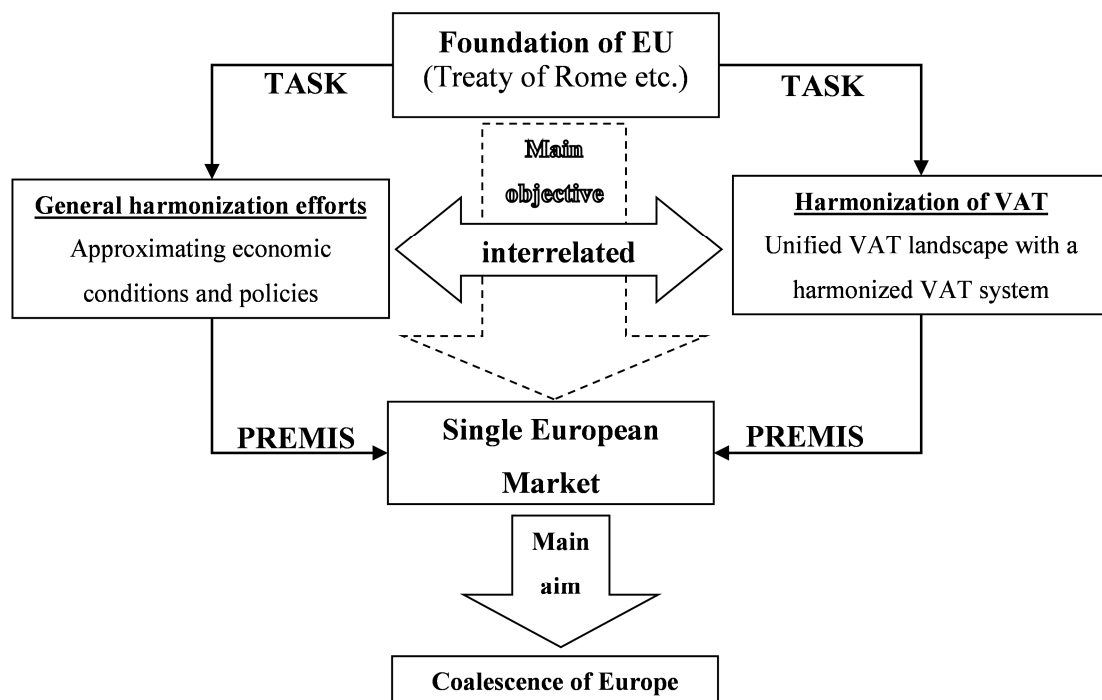 Foundation of EU
(Treaty of Rome etc.)
TASK
TASK
Main
objective
General harmonization efforts
Approximating economic
conditions and policies
interrelated
Harmonization of VAT
Unified VAT landscape with a
harmonized VAT system
PREMIS
PREMIS
Single European
Market
Main
aim
Coalescence of Europe